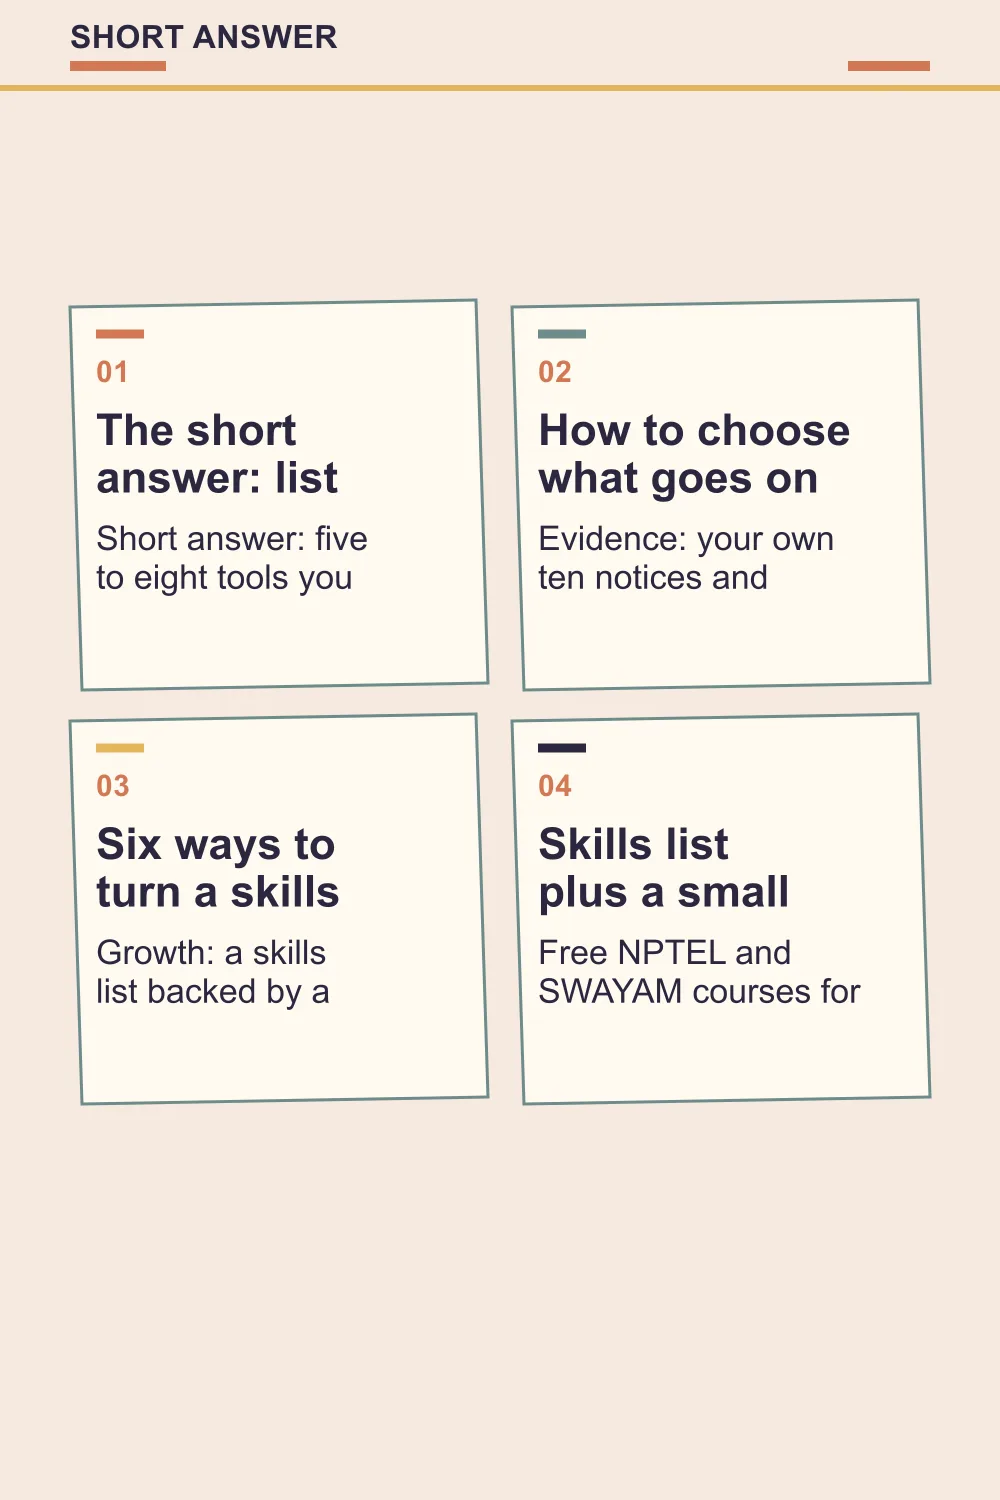 SHORT ANSWER
01
The short
answer: list
Short answer: five
to eight tools you
02
How to choose
what goes on
Evidence: your own
ten notices and
03
Six ways to
turn a skills
Growth: a skills
list backed by a
04
Skills list
plus a small
Free NPTEL and
SWAYAM courses for